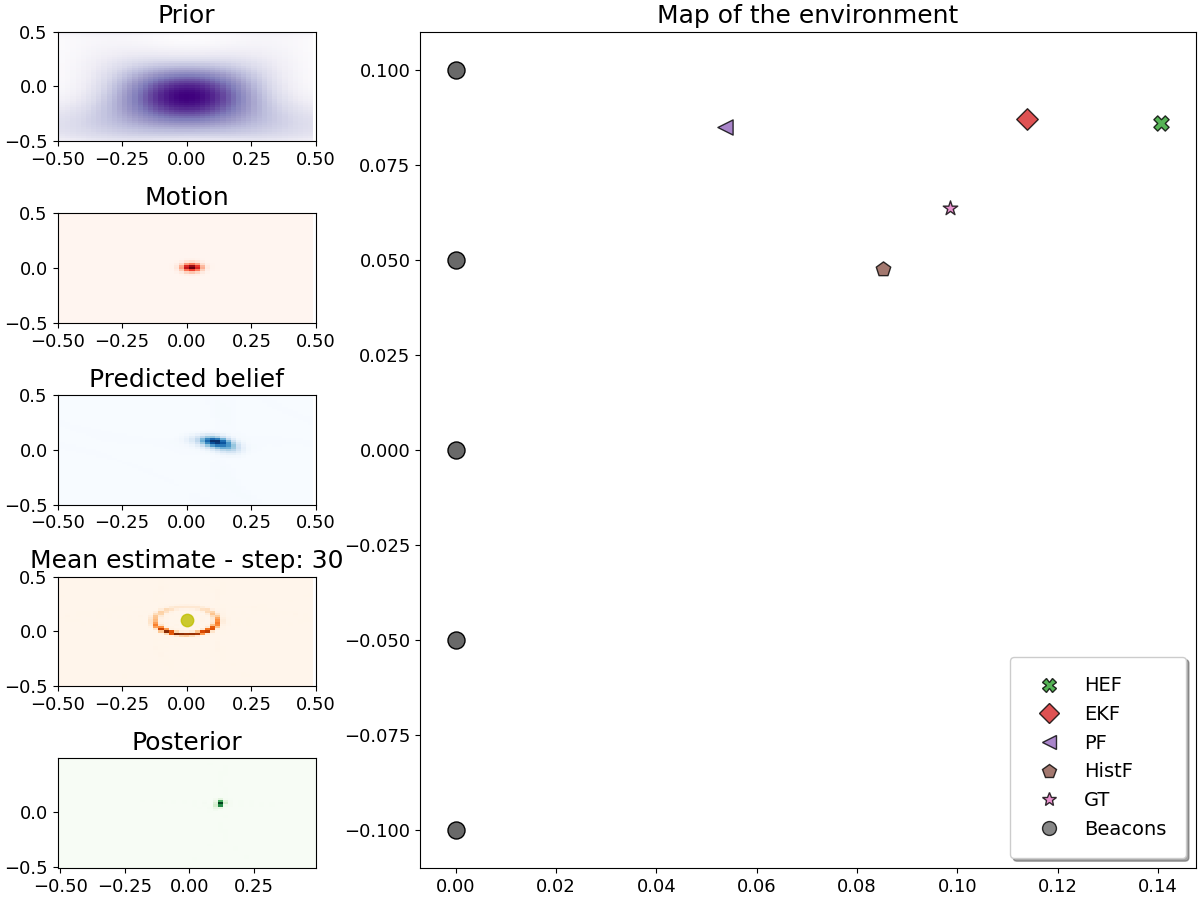 Prior
0.5
0.0
−0.5
−0.50 −0.25 0.00 0.25 0.50
Motion
0.5
0.0
−0.5
−0.50 −0.25 0.00 0.25 0.50
Predicted belief
0.5
0.0
−0.5
−0.50 −0.25 0.00 0.25 0.50
Mean estimate - step: 30
0.5
0.0
−0.5
−0.50 −0.25 0.00 0.25 0.50
Posterior
0.0
−0.5
−0.50 −0.25 0.00 0.25
Map of the environment
0.100
0.075
0.050
0.025
0.000
−0.025
−0.050
−0.075
−0.100
0.00 0.02 0.04 0.06 0.08 0.10 0.12 0.14
HEF
EKF
PF
HistF
GT
Beacons